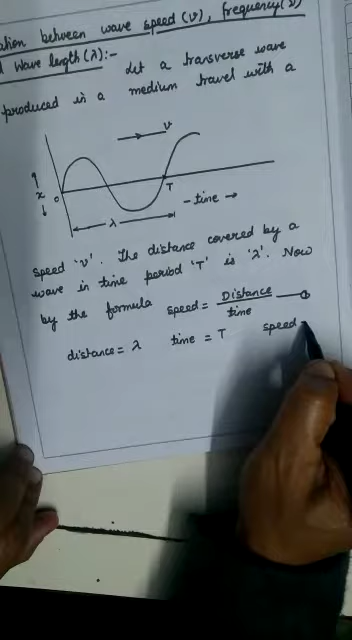 ation between wave speed (v), frequency(ν)
d wave length (λ):-
Let a transverse wave
produced in a medium travel with a
v
x
o
T
- time →
λ
speed 'v'. The distance covered by a
wave in time period 'T' is 'λ'. Now
by the formula speed = Distance/time —①
distance = λ time = T speed